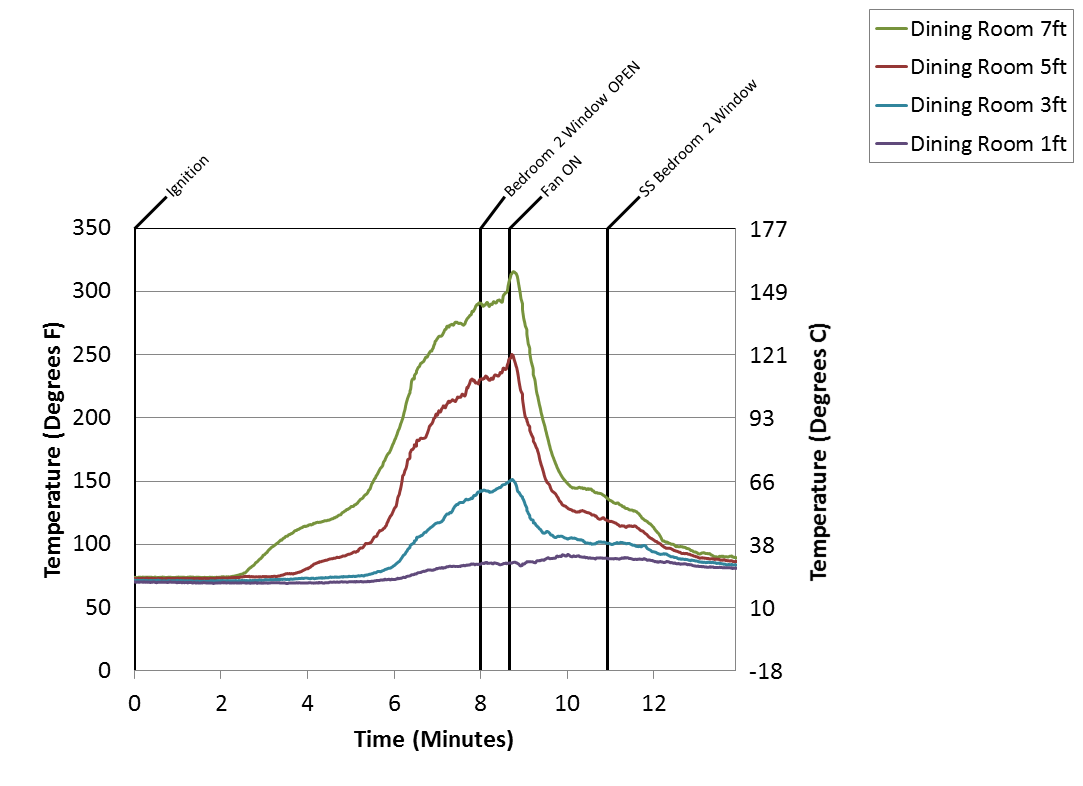 Dining Room 7ft
Dining Room 5ft
Dining Room 3ft
Dining Room 1ft
Ignition
Bedroom 2 Window OPEN
Fan ON
SS Bedroom 2 Window
350
300
250
200
150
100
50
0
Temperature (Degrees F)
177
149
121
93
66
38
10
-18
Temperature (Degrees C)
0
2
4
6
8
10
12
Time (Minutes)